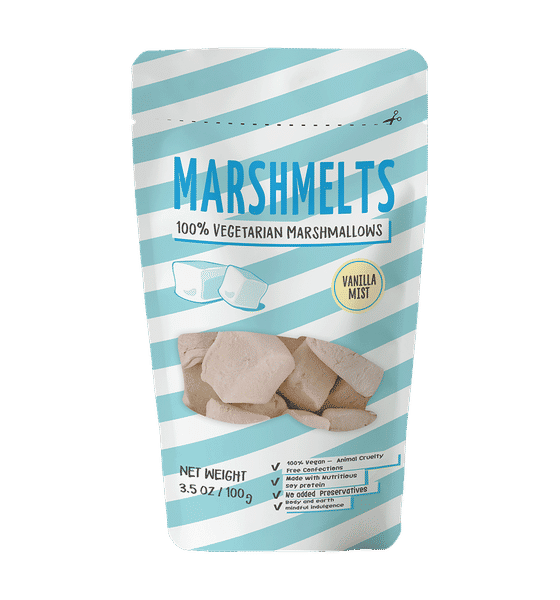 MARSHMELTS
100% VEGETARIAN MARSHMALLOWS
VANILLA
MIST
NET WEIGHT
3.5 OZ / 100g
100% Vegan — Animal Cruelty
Free Confections
Made with Nutritious
Soy protein
No added Preservatives
Body and earth
mindful indulgence